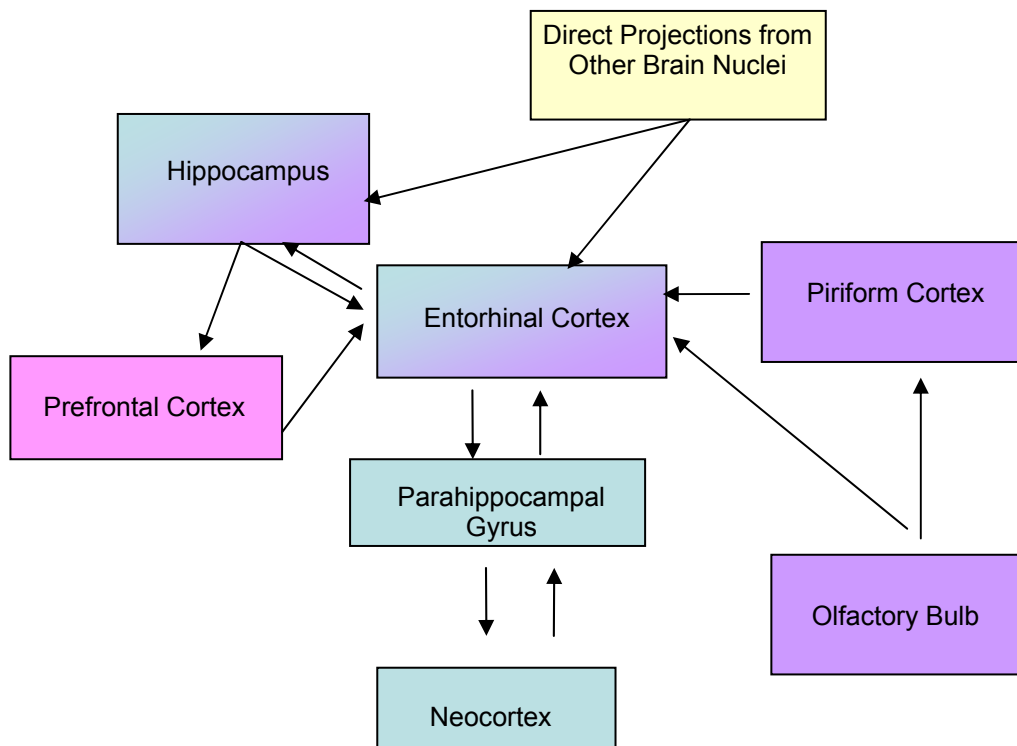 Direct Projections from
Other Brain Nuclei
Hippocampus
Entorhinal Cortex
Piriform Cortex
Prefrontal Cortex
Parahippocampal
Gyrus
Olfactory Bulb
Neocortex